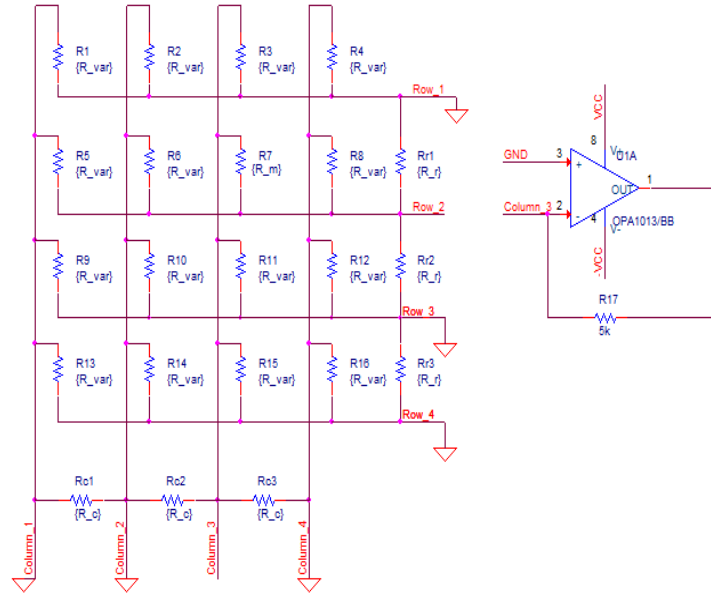 R1 R2 R3 R4
{R_var} {R_var} {R_var} {R_var}
Row_1
R5 R6 R7 R8 Rr1
{R_var} {R_var} {R_m} {R_var} {R_r}
Row_2
R9 R10 R11 R12 Rr2
{R_var} {R_var} {R_var} {R_var} {R_r}
Row_3
R13 R14 R15 R16 Rr3
{R_var} {R_var} {R_var} {R_var} {R_r}
Row_4
Rc1 Rc2 Rc3
{R_c} {R_c} {R_c}
Column_1
Column_2
Column_3
Column_4
VCC
8
V+
U1A
GND
3
+
OUT
1
Column_3
2
-
4
V-
OPA1013/BB
-VCC
R17
5k